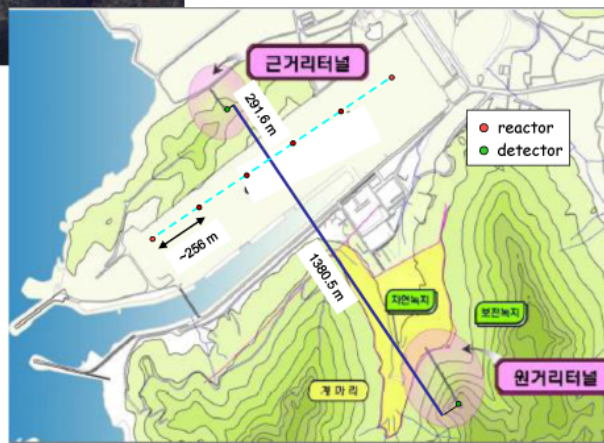 근거리터널
291.6 m
reactor
detector
~256 m
1380.5 m
자연녹지
보전녹지
계마리
원거리터널